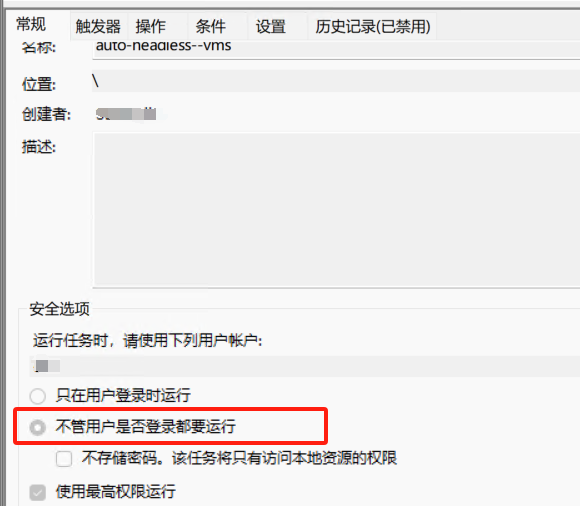 常规 触发器 操作 条件 设置 历史记录(已禁用)
名称: auto-headless--vms
位置: \
创建者:
描述:
安全选项
运行任务时，请使用下列用户帐户:
只在用户登录时运行
不管用户是否登录都要运行
不存储密码。该任务将只有访问本地资源的权限
使用最高权限运行